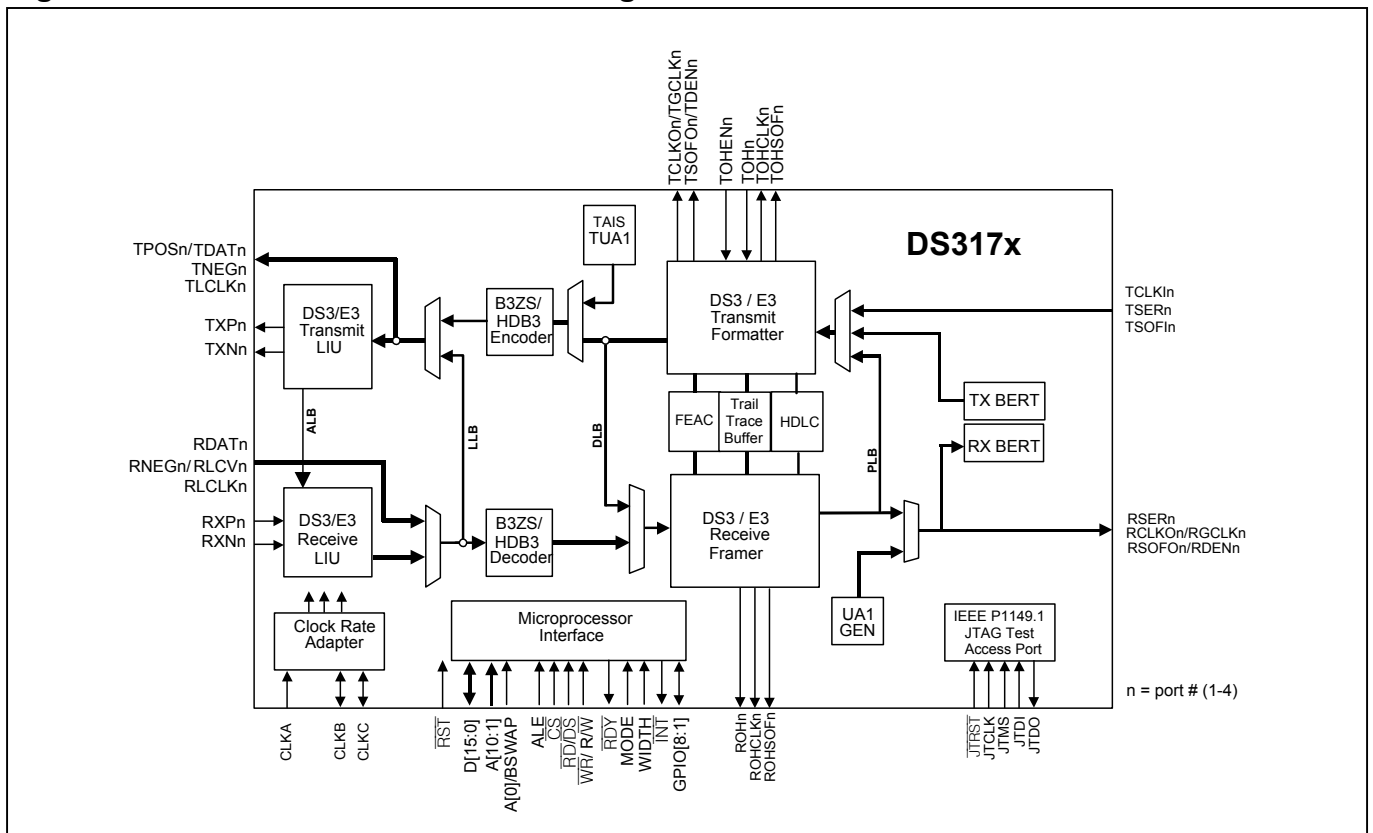 TCLKOn/TGCLKn
TSOFOn/TDENn
TOHENn
TOHn
TOHCLKn
TOHSOFn
DS317x
TAIS
TUA1
TPOSn/TDATn
TNEGn
TLCLKn
TXPn
TXNn
DS3/E3
Transmit
LIU
B3ZS/
HDB3
Encoder
DS3 / E3
Transmit
Formatter
TCLKIn
TSERn
TSOFIn
TX BERT
RX BERT
FEAC
Trail
Trace
Buffer
HDLC
ALB
LLB
DLB
PLB
RDATn
RNEGn/RLCVn
RLCLKn
RXPn
RXNn
DS3/E3
Receive
LIU
B3ZS/
HDB3
Decoder
DS3 / E3
Receive
Framer
RSERn
RCLKOn/RGCLKn
RSOFOn/RDENn
UA1
GEN
Clock Rate
Adapter
Microprocessor
Interface
IEEE P1149.1
JTAG Test
Access Port
n = port # (1-4)
CLKA
CLKB
CLKC
RST
D[15:0]
A[10:1]
A[0]/BSWAP
ALE
CS
RD/DS
WR/ R/W
RDY
MODE
WIDTH
INT
GPIO[8:1]
ROHn
ROHCLKn
ROHSOFn
JTRST
JTCLK
JTMS
JTDI
JTDO